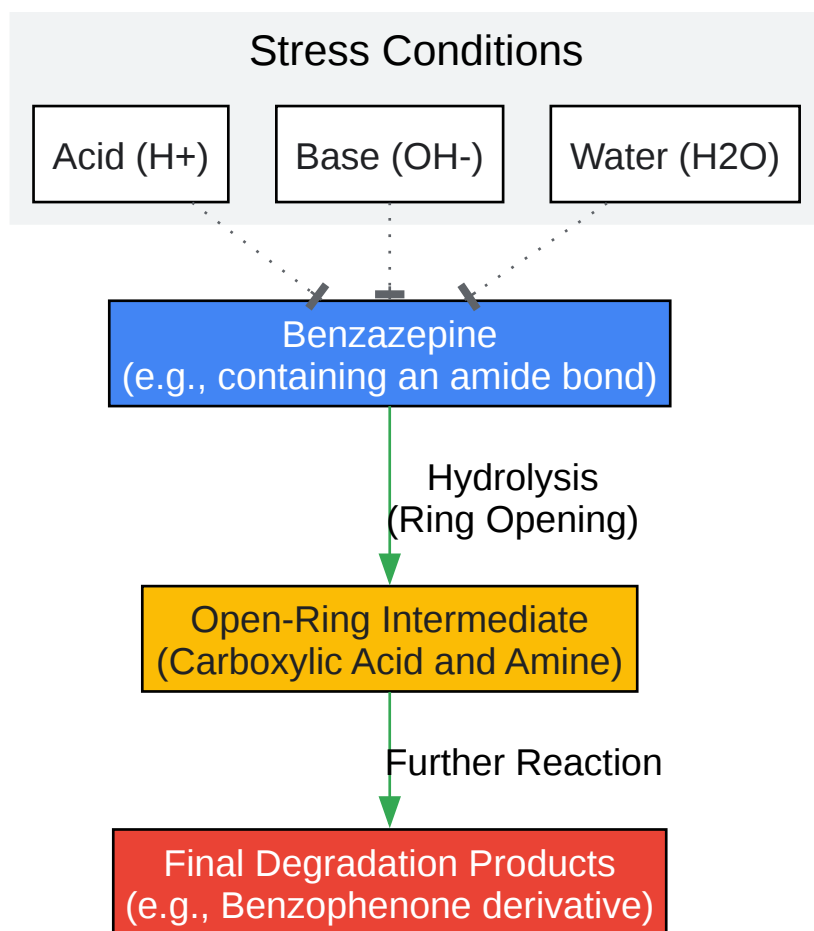 Stress Conditions
Acid (H+)
Base (OH-)
Water (H2O)
Benzazepine
(e.g., containing an amide bond)
Hydrolysis
(Ring Opening)
Open-Ring Intermediate
(Carboxylic Acid and Amine)
Further Reaction
Final Degradation Products
(e.g., Benzophenone derivative)